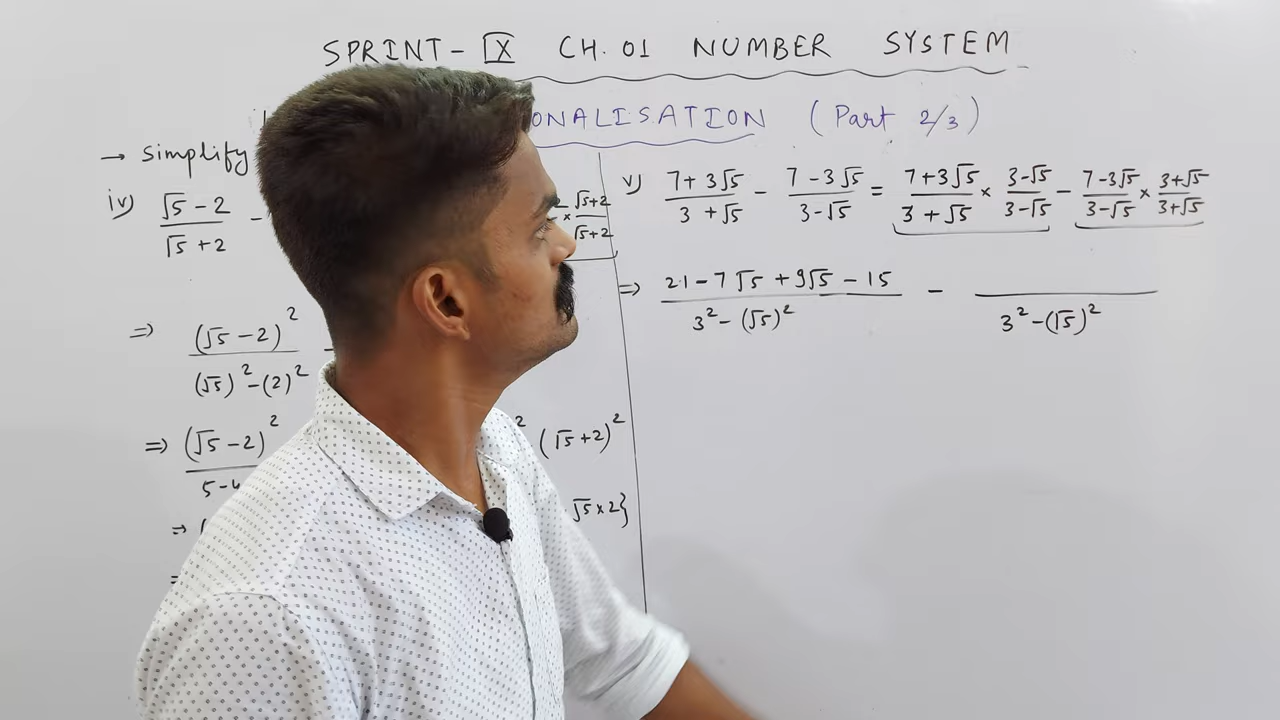 SPRINT-IX CH.01 NUMBER SYSTEM
ONALISATION (Part 2/3)
→ Simplify
iv) (√5 - 2)/(√5 + 2) -
× (√5+2)/(√5+2)
⇒ (√5 - 2)²/((√5)² - (2)²) -
⇒ (√5 - 2)²/(5-4
² (√5+2)²
⇒ (
√5×2}
=
v) (7 + 3√5)/(3 + √5) - (7 - 3√5)/(3 - √5) = (7+3√5)/(3+√5) × (3-√5)/(3-√5) - (7-3√5)/(3-√5) × (3+√5)/(3+√5)
⇒ (21 - 7√5 + 9√5 - 15)/(3² - (√5)²) - /(3² - (√5)²)